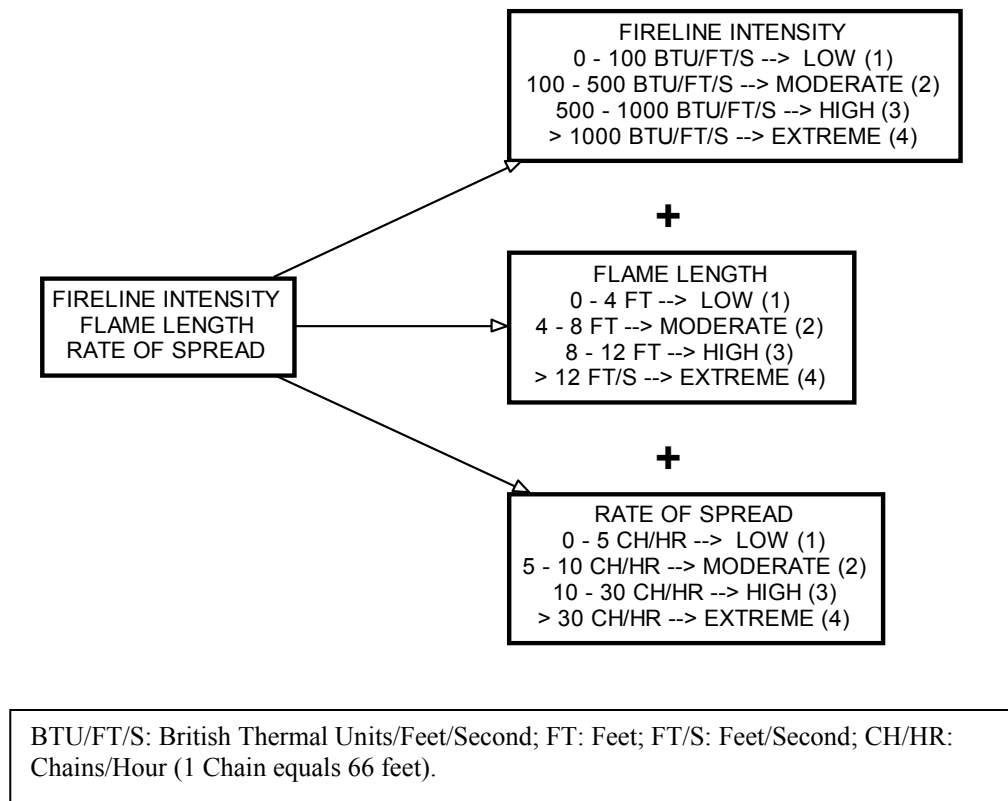 FIRELINE INTENSITY
0 - 100 BTU/FT/S --> LOW (1)
100 - 500 BTU/FT/S --> MODERATE (2)
500 - 1000 BTU/FT/S --> HIGH (3)
> 1000 BTU/FT/S --> EXTREME (4)
+
FIRELINE INTENSITY
FLAME LENGTH
RATE OF SPREAD
FLAME LENGTH
0 - 4 FT --> LOW (1)
4 - 8 FT --> MODERATE (2)
8 - 12 FT --> HIGH (3)
> 12 FT/S --> EXTREME (4)
+
RATE OF SPREAD
0 - 5 CH/HR --> LOW (1)
5 - 10 CH/HR --> MODERATE (2)
10 - 30 CH/HR --> HIGH (3)
> 30 CH/HR --> EXTREME (4)
BTU/FT/S: British Thermal Units/Feet/Second; FT: Feet; FT/S: Feet/Second; CH/HR:
Chains/Hour (1 Chain equals 66 feet).